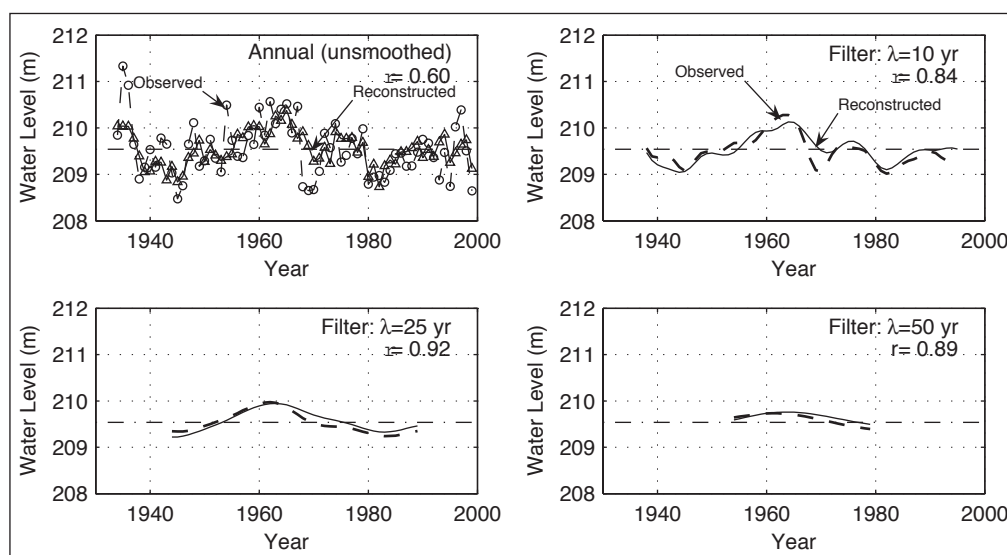 Annual (unsmoothed)
r= 0.60
Observed
Reconstructed
Water Level (m)
212
211
210
209
208
1940
1960
1980
2000
Year
Filter: λ=10 yr
r= 0.84
Observed
Reconstructed
Water Level (m)
212
211
210
209
208
1940
1960
1980
2000
Year
Filter: λ=25 yr
r= 0.92
Water Level (m)
212
211
210
209
208
1940
1960
1980
2000
Year
Filter: λ=50 yr
r= 0.89
Water Level (m)
212
211
210
209
208
1940
1960
1980
2000
Year